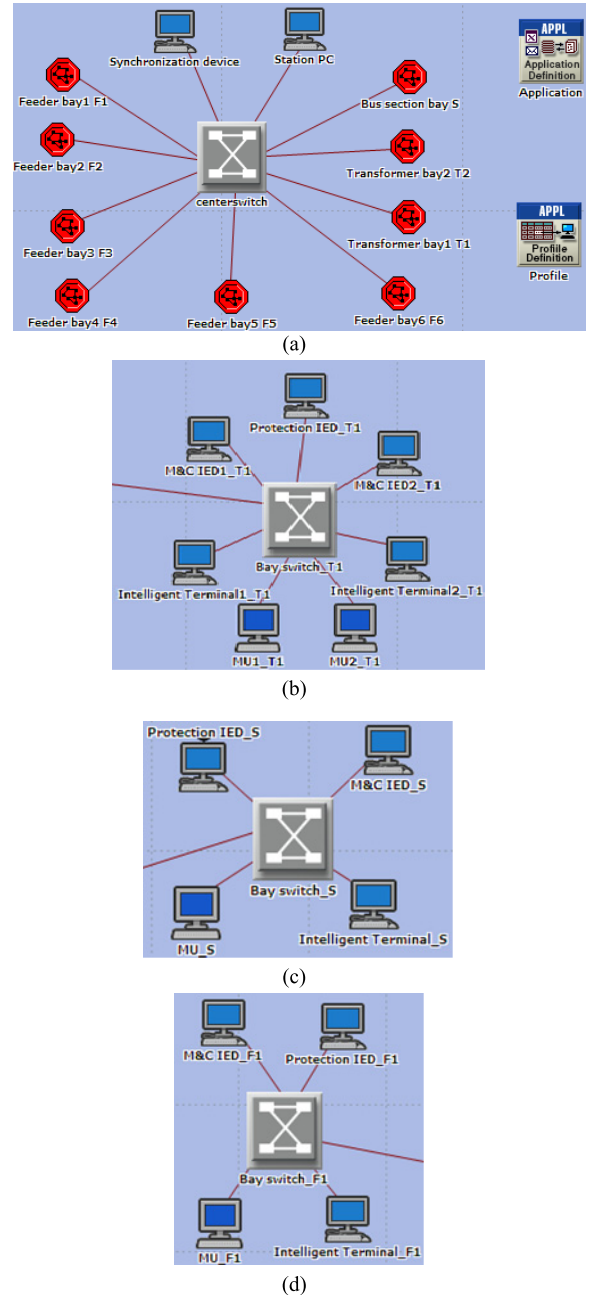 Synchronization device
Station PC
APPL
Application
Definition
Application
Feeder bay1 F1
Bus section bay S
Feeder bay2 F2
Transformer bay2 T2
centerswitch
APPL
Profile
Definition
Profile
Feeder bay3 F3
Transformer bay1 T1
Feeder bay4 F4
Feeder bay5 F5
Feeder bay6 F6
(a)
Protection IED_T1
M&C IED1_T1
M&C IED2_T1
Bay switch_T1
Intelligent Terminal1_T1
Intelligent Terminal2_T1
MU1_T1
MU2_T1
(b)
Protection IED_S
M&C IED_S
Bay switch_S
MU_S
Intelligent Terminal_S
(c)
M&C IED_F1
Protection IED_F1
Bay switch_F1
MU_F1
Intelligent Terminal_F1
(d)